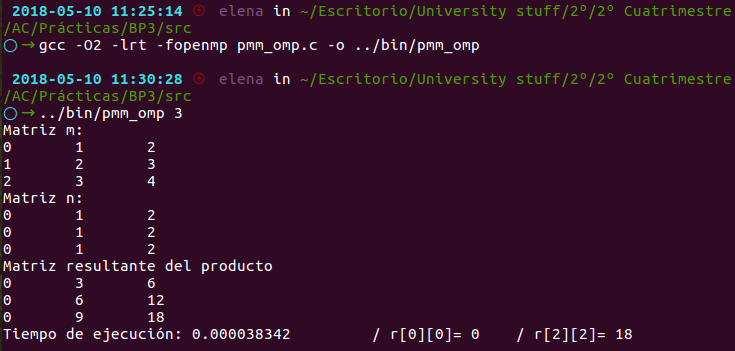 2018-05-10 11:25:14 elena in ~/Escritorio/University stuff/2º/2º Cuatrimestre
/AC/Prácticas/BP3/src
gcc -O2 -lrt -fopenmp pmm_omp.c -o ../bin/pmm_omp
2018-05-10 11:30:28 elena in ~/Escritorio/University stuff/2º/2º Cuatrimestre
/AC/Prácticas/BP3/src
../bin/pmm_omp 3
Matriz m:
0 1 2
1 2 3
2 3 4
Matriz n:
0 1 2
0 1 2
0 1 2
Matriz resultante del producto
0 3 6
0 6 12
0 9 18
Tiempo de ejecución: 0.000038342 / r[0][0]= 0 / r[2][2]= 18